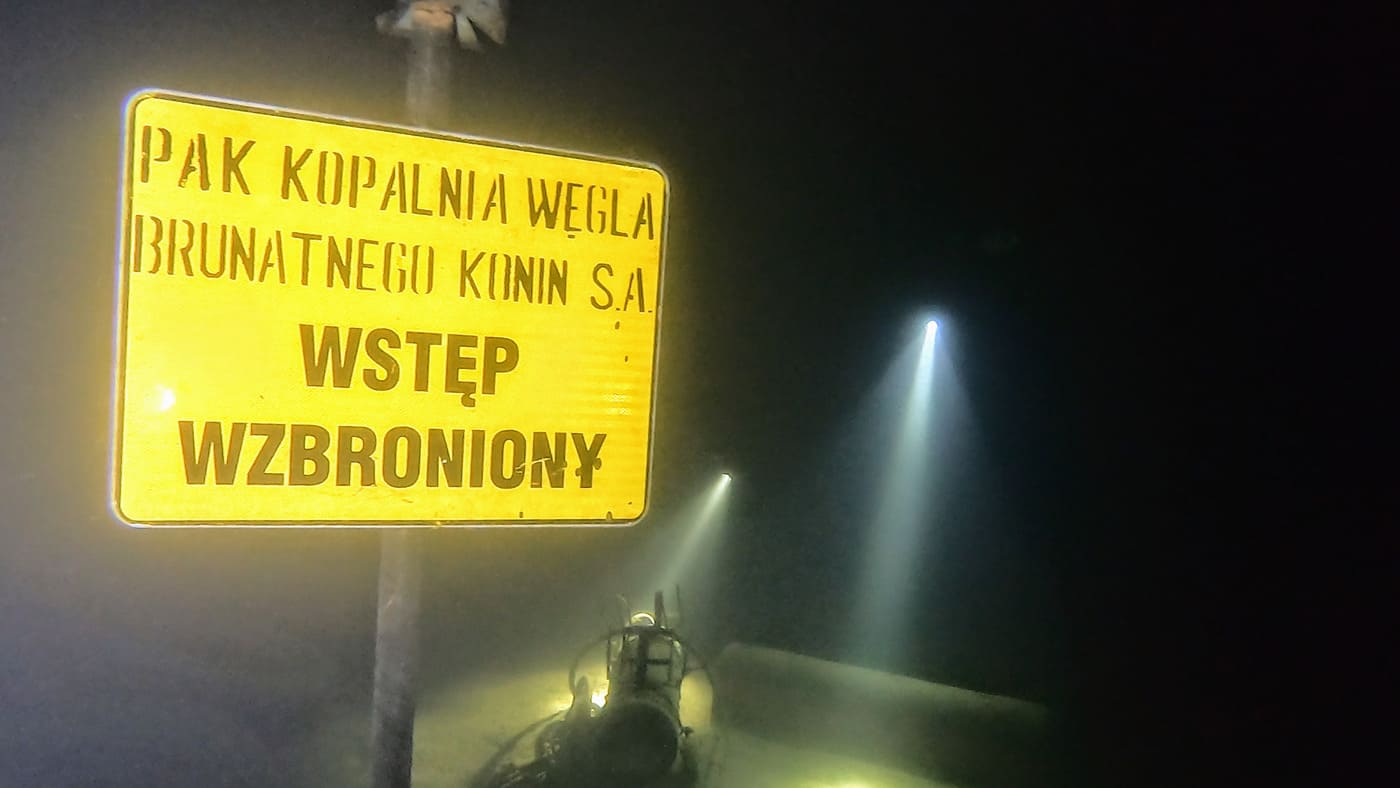 PAK KOPALNIA WĘGLA
BRUNATNEGO KONIN S.A.
WSTĘP
WZBRONIONY